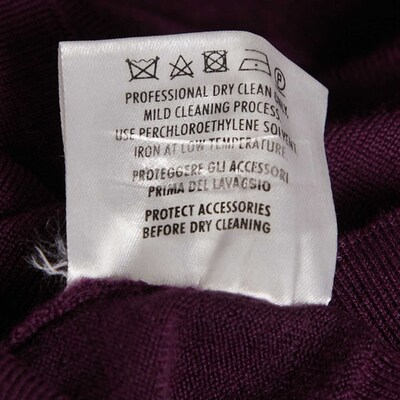 P
PROFESSIONAL DRY CLEAN ONLY
MILD CLEANING PROCESS
USE PERCHLOROETHYLENE SOLVENT
IRON AT LOW TEMPERATURE
PROTEGGERE GLI ACCESSORI
PRIMA DEL LAVAGGIO
PROTECT ACCESSORIES
BEFORE DRY CLEANING